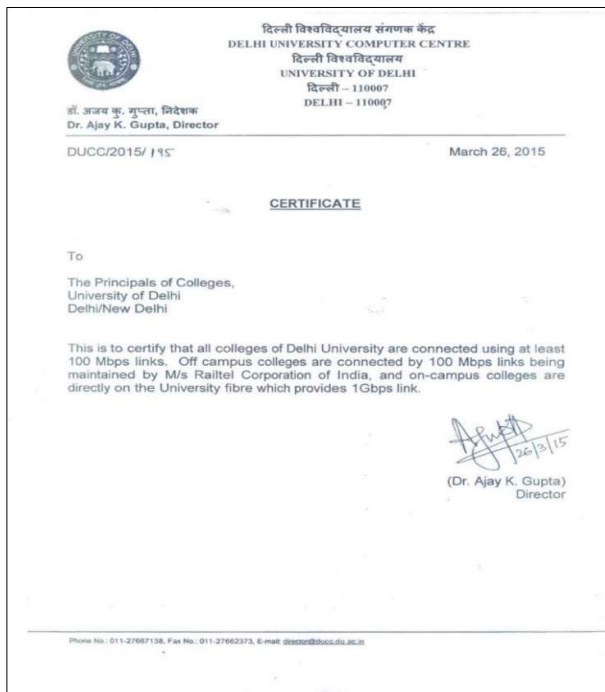 दिल्ली विश्वविद्यालय संगणक केंद्र
DELHI UNIVERSITY COMPUTER CENTRE
दिल्ली विश्वविद्यालय
UNIVERSITY OF DELHI
दिल्ली – 110007
DELHI – 110007
UNIVERSITY OF DELHI
डॉ. अजय कु. गुप्ता, निदेशक
Dr. Ajay K. Gupta, Director
DUCC/2015/ 195
March 26, 2015
CERTIFICATE
To
The Principals of Colleges,
University of Delhi
Delhi/New Delhi
This is to certify that all colleges of Delhi University are connected using at least
100 Mbps links. Off campus colleges are connected by 100 Mbps links being
maintained by M/s Railtel Corporation of India, and on-campus colleges are
directly on the University fibre which provides 1Gbps link.
26/3/15
(Dr. Ajay K. Gupta)
Director
Phone No.: 011-27667138, Fax No.: 011-27662373, E-mail: director@ducc.du.ac.in